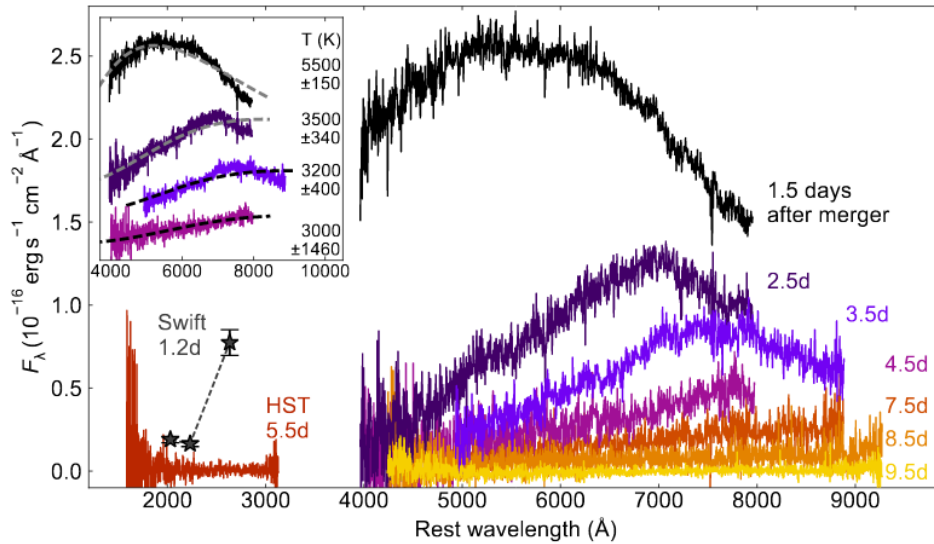 T (K)
5500
±150
3500
±340
3200
±400
3000
±1460
4000 6000 8000 10000
2.5
2.0
1.5
1.0
0.5
0.0
F_λ (10⁻¹⁶ erg s⁻¹ cm⁻² Å⁻¹)
1.5 days
after merger
2.5d
3.5d
4.5d
7.5d
8.5d
9.5d
Swift
1.2d
HST
5.5d
2000 3000 4000 5000 6000 7000 8000 9000
Rest wavelength (Å) Rest wavelength (Å)